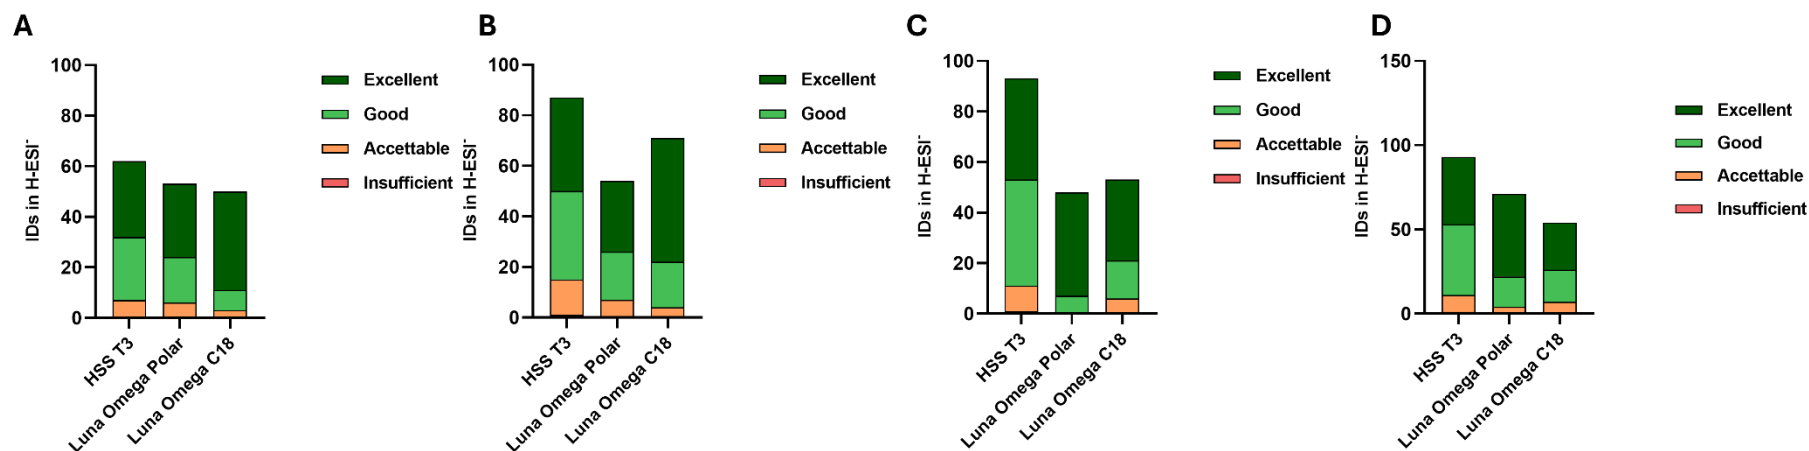 A
IDs in H-ESI⁻
100
80
60
40
20
0
HSS T3
Luna Omega Polar
Luna Omega C18
Excellent
Good
Accettable
Insufficient
B
IDs in H-ESI⁻
100
80
60
40
20
0
HSS T3
Luna Omega Polar
Luna Omega C18
Excellent
Good
Accettable
Insufficient
C
IDs in H-ESI⁻
100
80
60
40
20
0
HSS T3
Luna Omega Polar
Luna Omega C18
Excellent
Good
Accettable
Insufficient
D
IDs in H-ESI⁻
150
100
50
0
HSS T3
Luna Omega Polar
Luna Omega C18
Excellent
Good
Accettable
Insufficient